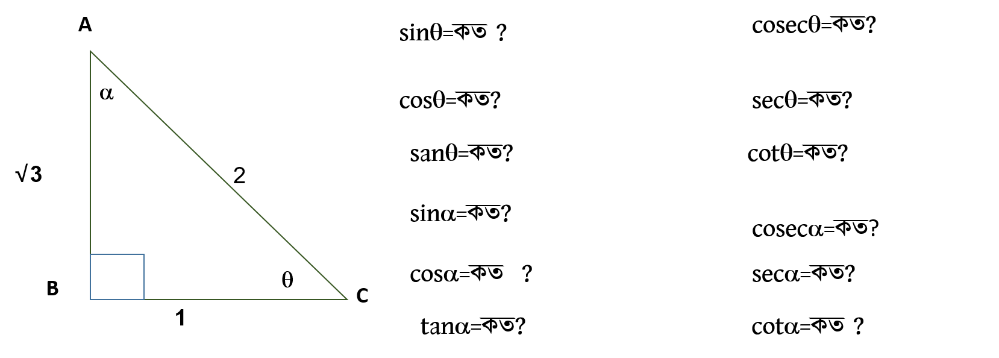 A
α
√3
2
B
θ
C
1
sinθ=কত ?
cosθ=কত?
sanθ=কত?
sinα=কত?
cosα=কত ?
tanα=কত?
cosecθ=কত?
secθ=কত?
cotθ=কত?
cosecα=কত?
secα=কত?
cotα=কত ?